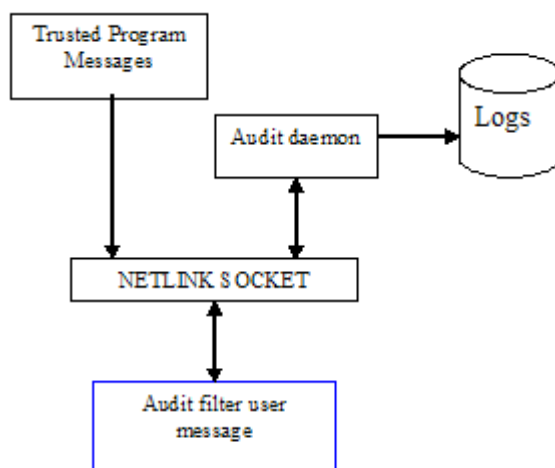 Trusted Program
Messages
Audit daemon
Logs
NETLINK SOCKET
Audit filter user
message